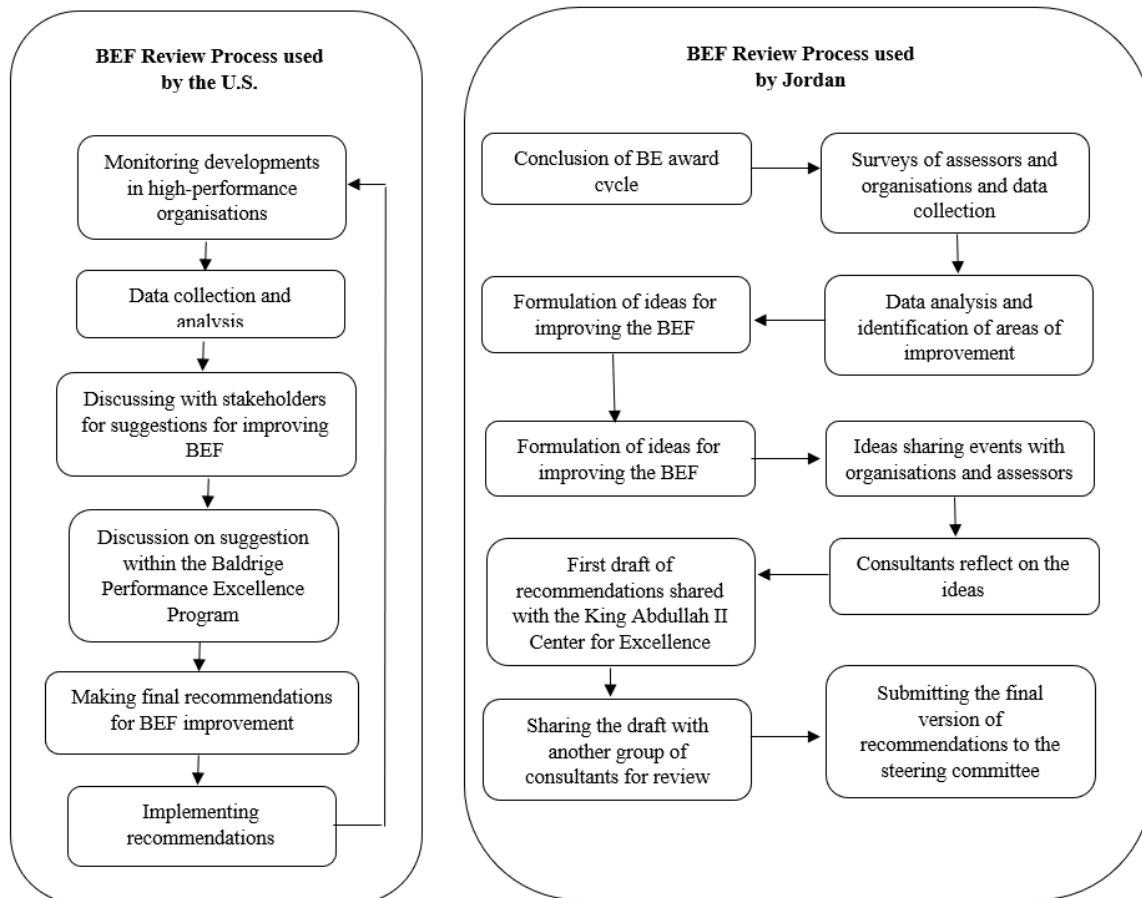 BEF Review Process used
by the U.S.
Monitoring developments
in high-performance
organisations
Data collection and
analysis
Discussing with stakeholders
for suggestions for improving
BEF
Discussion on suggestion
within the Baldrige
Performance Excellence
Program
Making final recommendations
for BEF improvement
Implementing
recommendations
BEF Review Process used
by Jordan
Conclusion of BE award
cycle
Surveys of assessors and
organisations and data
collection
Data analysis and
identification of areas of
improvement
Formulation of ideas for
improving the BEF
Formulation of ideas for
improving the BEF
Ideas sharing events with
organisations and assessors
Consultants reflect on the
ideas
First draft of
recommendations shared
with the King Abdullah II
Center for Excellence
Sharing the draft with
another group of
consultants for review
Submitting the final
version of
recommendations to the
steering committee